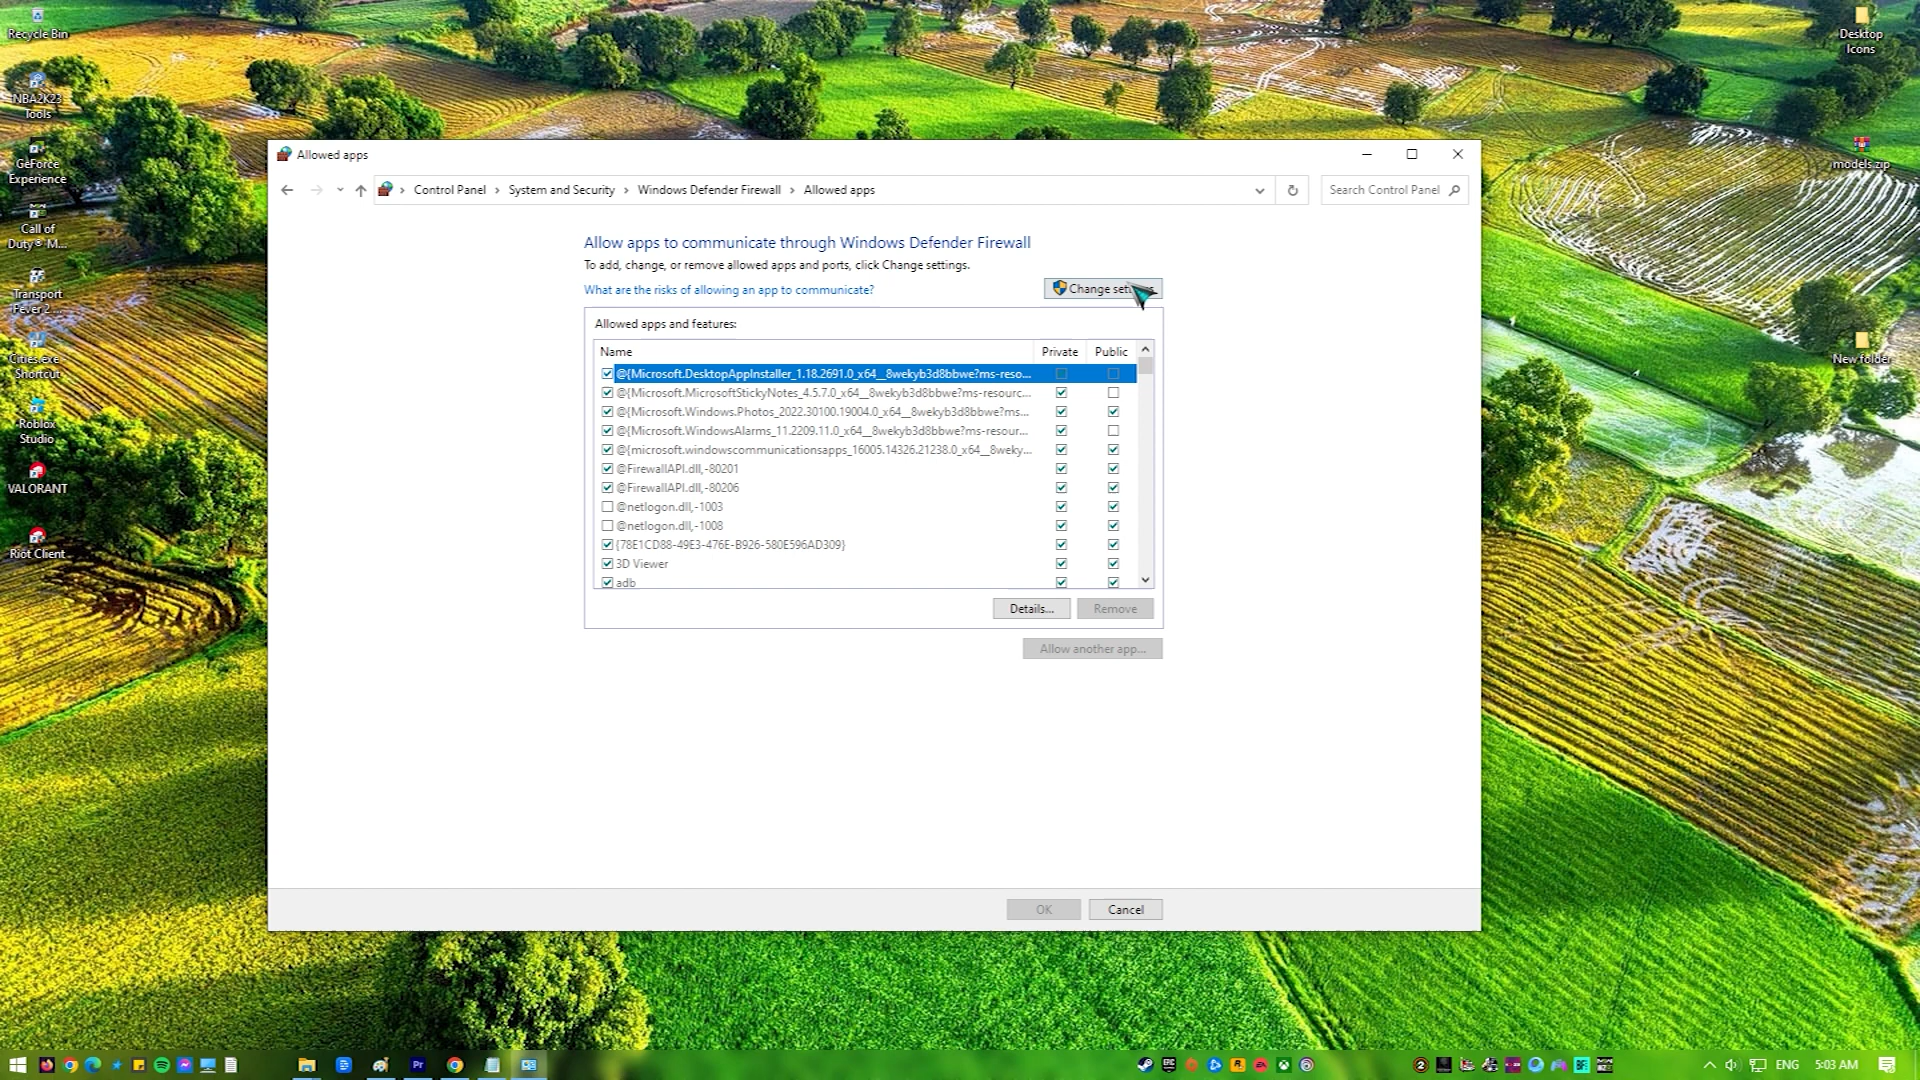 Recycle Bin
NBA2K23
Tools
GeForce
Experience
Call of
Duty® M...
Transport
Fever 2 ...
Cities.exe -
Shortcut
Roblox
Studio
VALORANT
Riot Client
Desktop
Icons
models.zip
New folder
Allowed apps
Control Panel > System and Security > Windows Defender Firewall > Allowed apps
Search Control Panel
Allow apps to communicate through Windows Defender Firewall
To add, change, or remove allowed apps and ports, click Change settings.
What are the risks of allowing an app to communicate?
Change
Allowed apps and features:
Name Private Public
@{Microsoft.DesktopAppInstaller_1.18.2691.0_x64__8wekyb3d8bbwe?ms-reso...
@{Microsoft.MicrosoftStickyNotes_4.5.7.0_x64__8wekyb3d8bbwe?ms-resourc...
@{Microsoft.Windows.Photos_2022.30100.19004.0_x64__8wekyb3d8bbwe?ms...
@{Microsoft.WindowsAlarms_11.2209.11.0_x64__8wekyb3d8bbwe?ms-resour...
@{microsoft.windowscommunicationsapps_16005.14326.21238.0_x64__8weky...
@FirewallAPI.dll,-80201
@FirewallAPI.dll,-80206
@netlogon.dll,-1003
@netlogon.dll,-1008
{78E1CD88-49E3-476E-B926-580E596AD309}
3D Viewer
adb
Details... Remove
Allow another app...
OK Cancel
Pr
ENG 5:03 AM